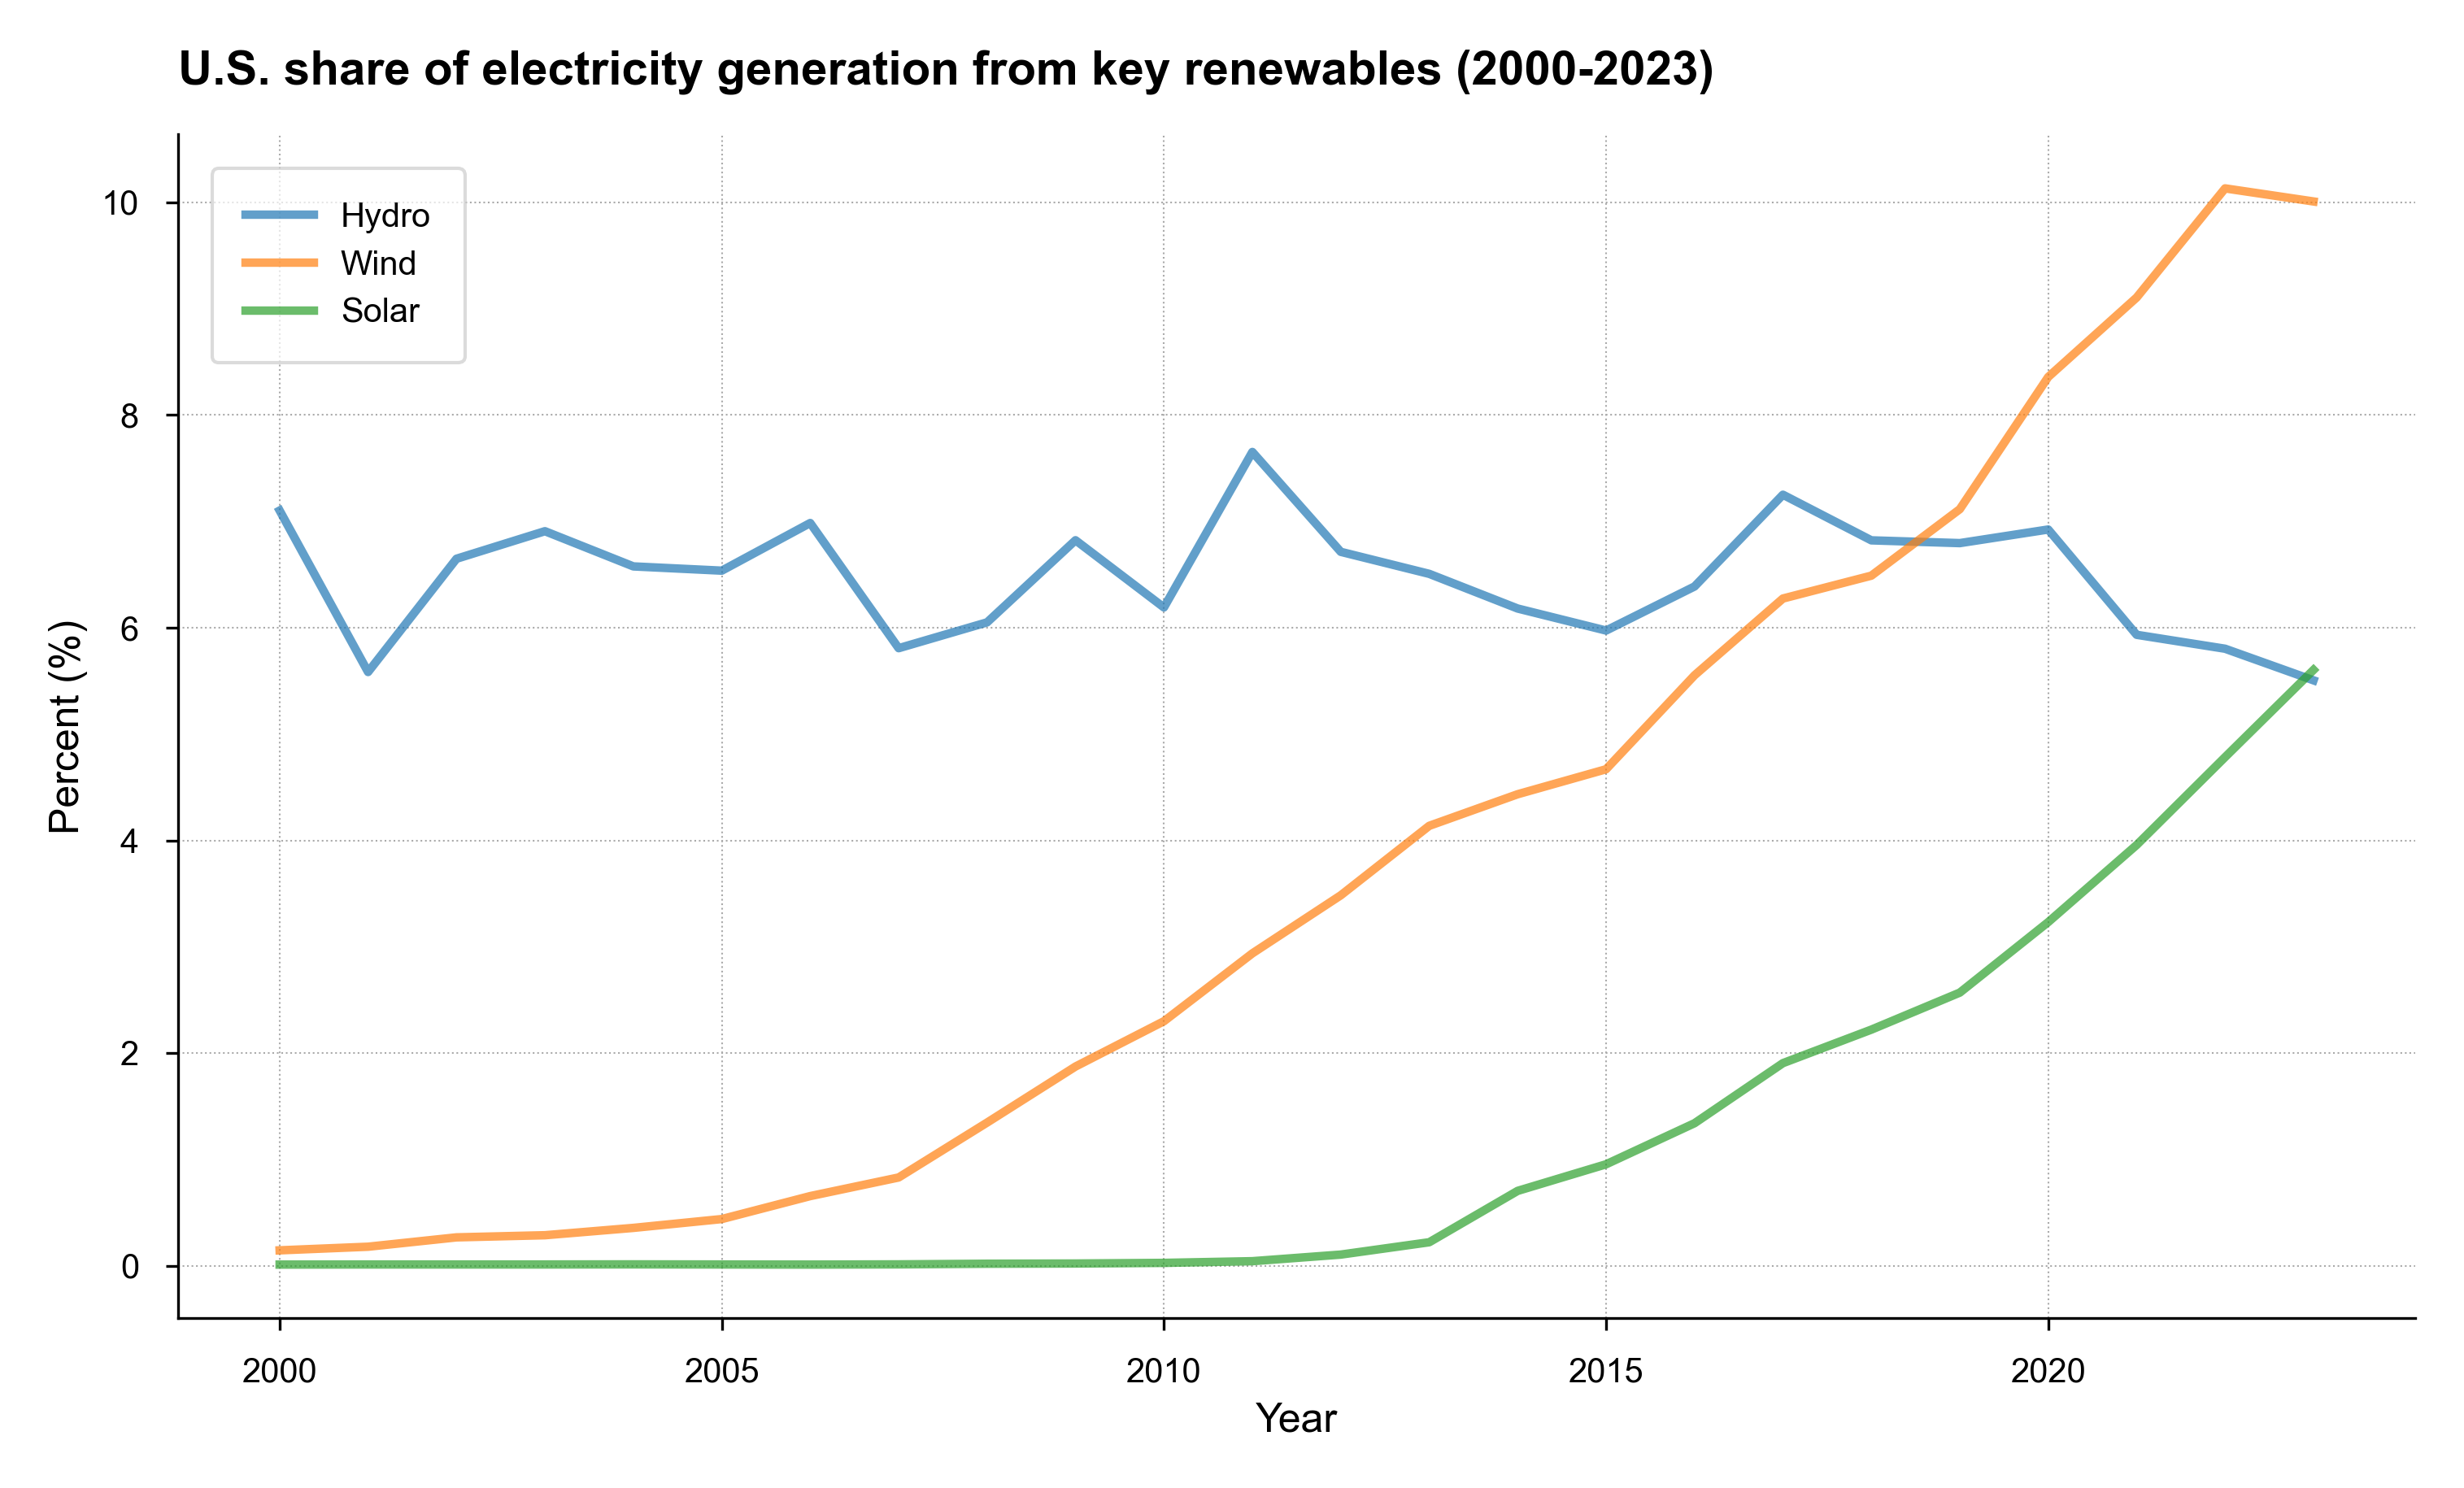 U.S. share of electricity generation from key renewables (2000-2023)
Hydro
Wind
Solar
10
8
6
4
2
0
Percent (%)
2000 2005 2010 2015 2020
Year